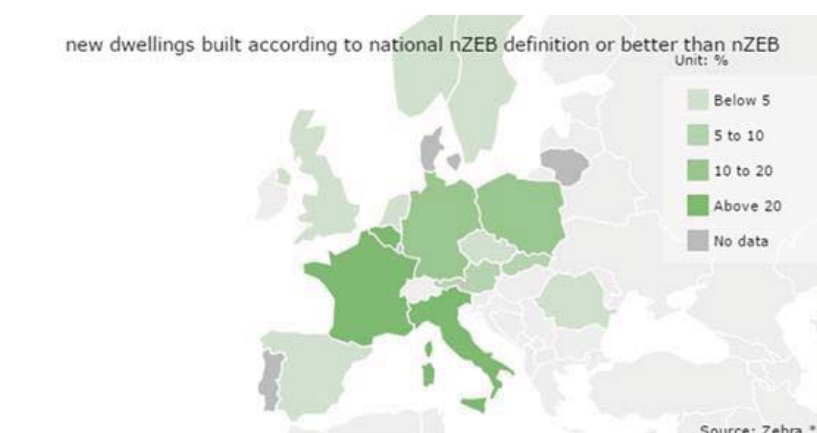 new dwellings built according to national nZEB definition or better than nZEB
Unit: %
Below 5
5 to 10
10 to 20
Above 20
No data
Source: Zebra *